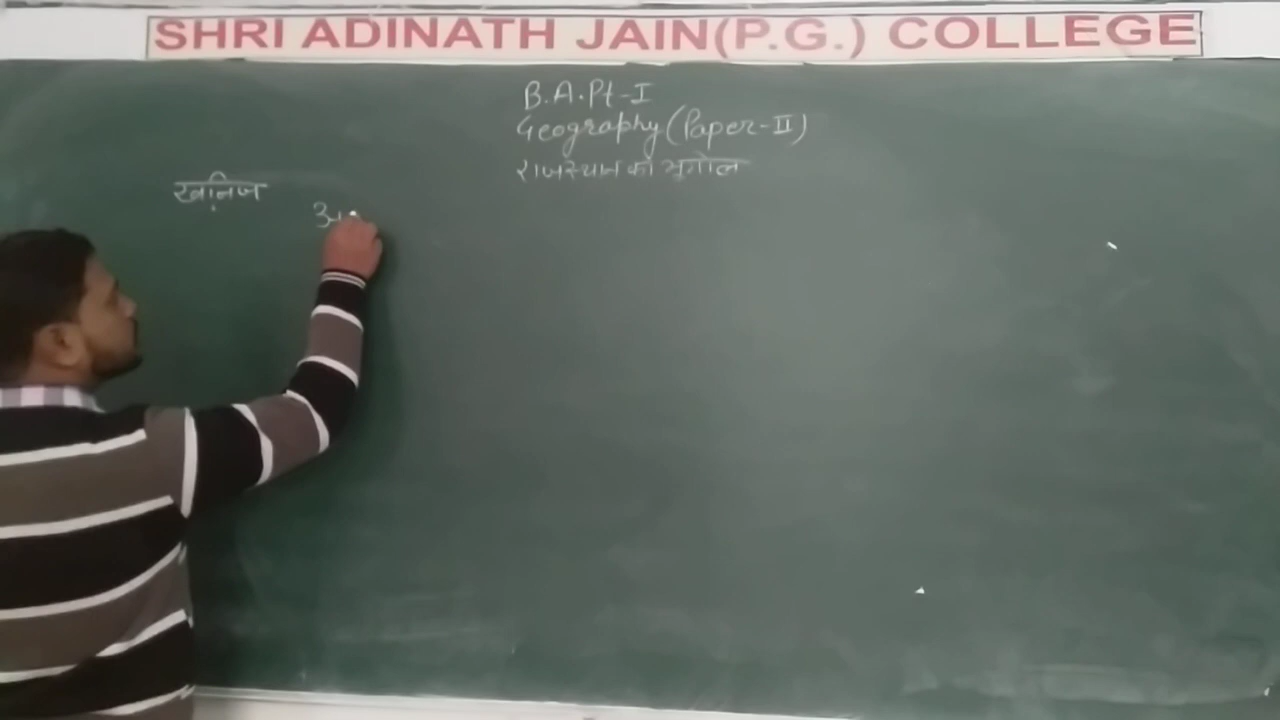 SHRI ADINATH JAIN(P.G.) COLLEGE
B.A.Pt-I
Geography(Paper-II)
राजस्थान का भूगोल
खनिज